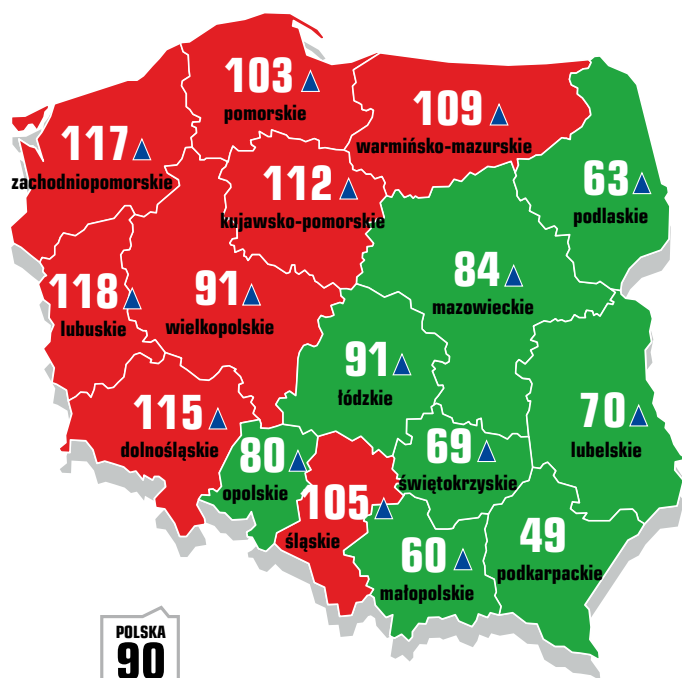 103
pomorskie
109
warmińsko-mazurskie
117
zachodniopomorskie
112
kujawsko-pomorskie
63
podlaskie
118
lubuskie
91
wielkopolskie
84
mazowieckie
91
łódzkie
115
dolnośląskie
80
opolskie
105
śląskie
69
świętokrzyskie
70
lubelskie
60
małopolskie
49
podkarpackie
POLSKA
90